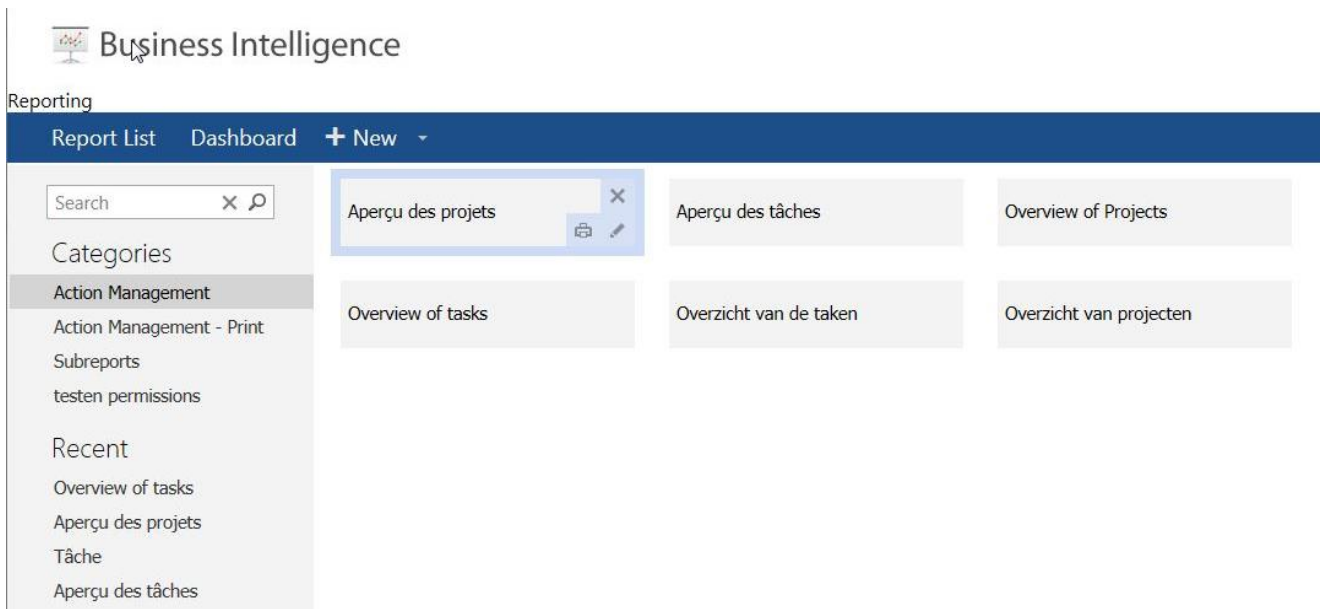 Business Intelligence
Reporting
Report List Dashboard + New
Search
Categories
Action Management
Action Management - Print
Subreports
testen permissions
Recent
Overview of tasks
Aperçu des projets
Tâche
Aperçu des tâches
Aperçu des projets
Aperçu des tâches
Overview of Projects
Overview of tasks
Overzicht van de taken
Overzicht van projecten